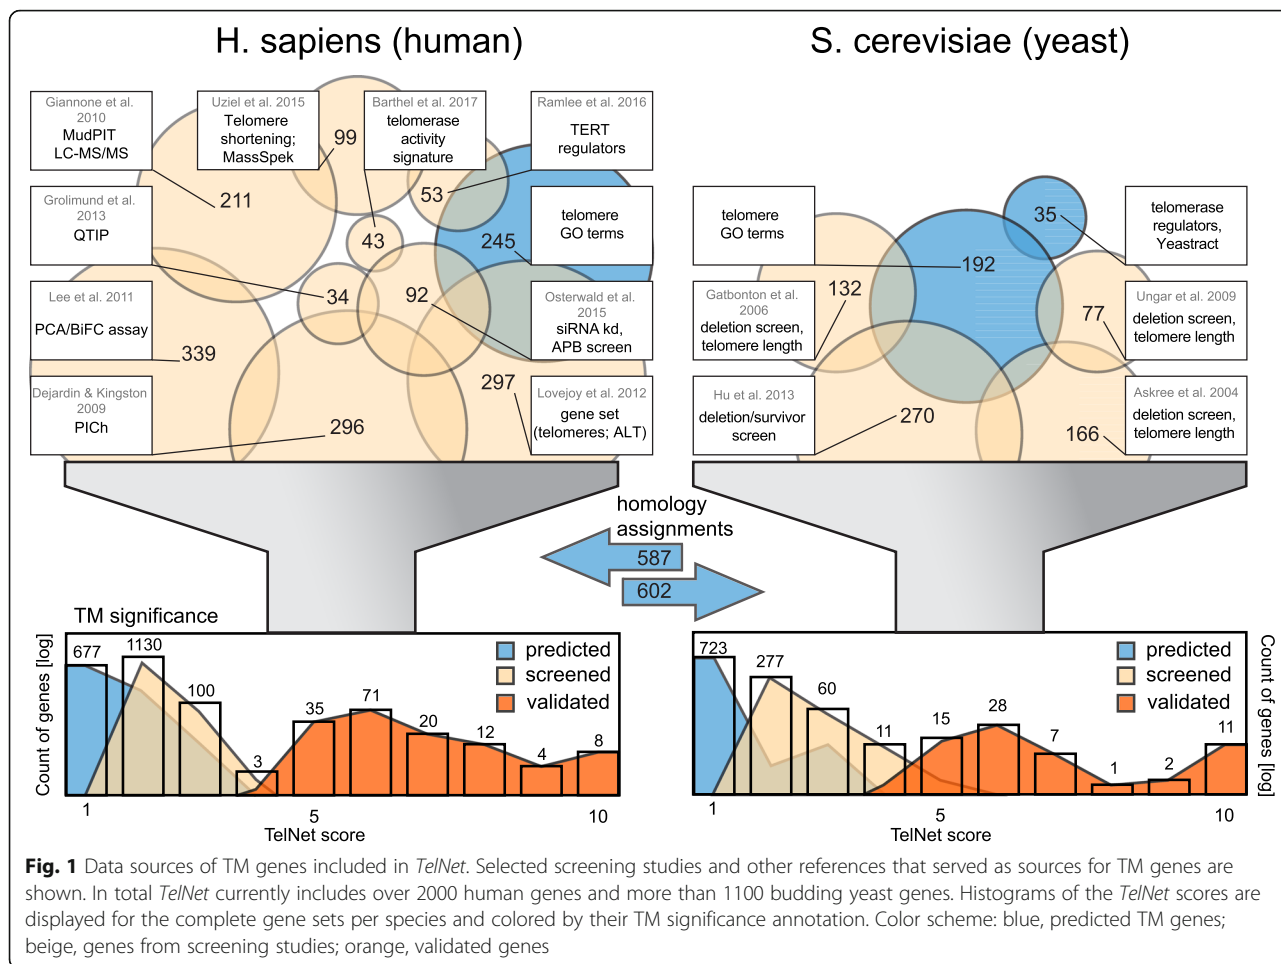 H. sapiens (human)
S. cerevisiae (yeast)
Giannone et al.
2010
MudPIT
LC-MS/MS
Uziel et al. 2015
Telomere
shortening;
MassSpek
Barthel et al. 2017
telomerase
activity
signature
Ramlee et al. 2016
TERT
regulators
99
53
211
Grolimund et al.
2013
QTIP
43
245
telomere
GO terms
34
92
Lee et al. 2011
PCA/BiFC assay
339
Osterwald et al.
2015
siRNA kd,
APB screen
Dejardin & Kingston
2009
PICh
296
297
Lovejoy et al. 2012
gene set
(telomeres; ALT)
telomere
GO terms
192
35
telomerase
regulators,
Yeastract
Gatbonton et al.
2006
deletion screen,
telomere length
132
77
Ungar et al. 2009
deletion screen,
telomere length
Hu et al. 2013
deletion/survivor
screen
270
166
Askree et al. 2004
deletion screen,
telomere length
homology
assignments
587
602
TM significance
Count of genes [log]
677
1130
100
3
35
71
20
12
4
8
predicted
screened
validated
1
5
10
TelNet score
723
277
60
11
15
28
7
1
2
11
predicted
screened
validated
Count of genes [log]
1
5
10
TelNet score
Fig. 1 Data sources of TM genes included in TelNet. Selected screening studies and other references that served as sources for TM genes are
shown. In total TelNet currently includes over 2000 human genes and more than 1100 budding yeast genes. Histograms of the TelNet scores are
displayed for the complete gene sets per species and colored by their TM significance annotation. Color scheme: blue, predicted TM genes;
beige, genes from screening studies; orange, validated genes